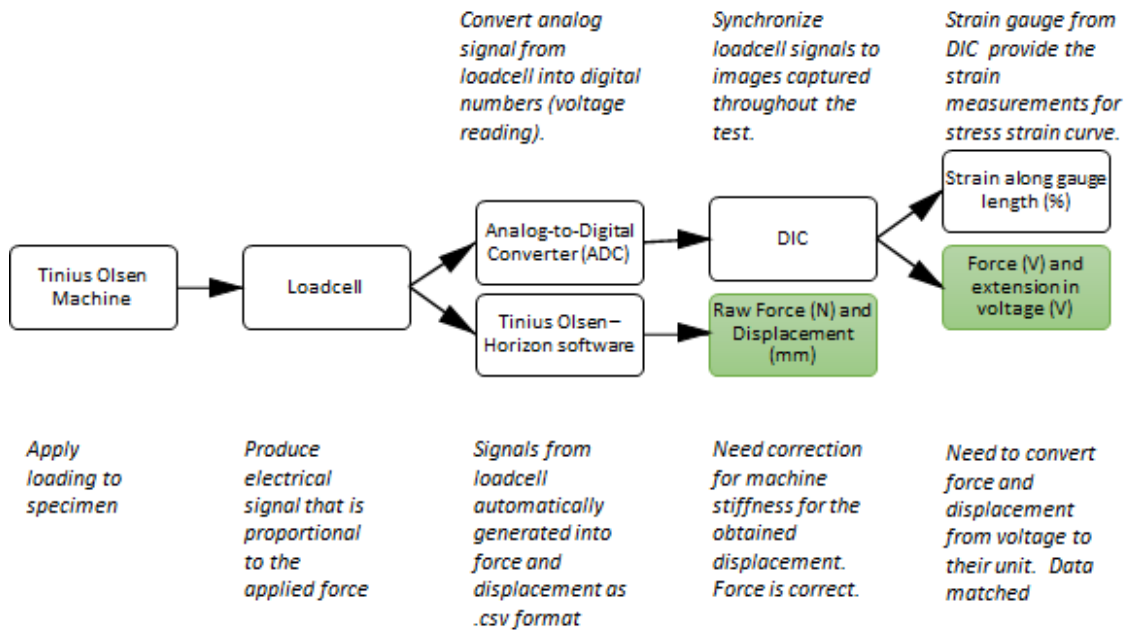 Convert analog
signal from
loadcell into digital
numbers (voltage
reading).
Synchronize
loadcell signals to
images captured
throughout the
test.
Strain gauge from
DIC provide the
strain
measurements for
stress strain curve.
Tinius Olsen
Machine
Loadcell
Analog-to-Digital
Converter (ADC)
Tinius Olsen–
Horizon software
DIC
Raw Force (N) and
Displacement
(mm)
Strain along gauge
length (%)
Force (V) and
extension in
voltage (V)
Apply
loading to
specimen
Produce
electrical
signal that is
proportional
to the
applied force
Signals from
loadcell
automatically
generated into
force and
displacement as
.csv format
Need correction
for machine
stiffness for the
obtained
displacement.
Force is correct.
Need to convert
force and
displacement
from voltage to
their unit. Data
matched